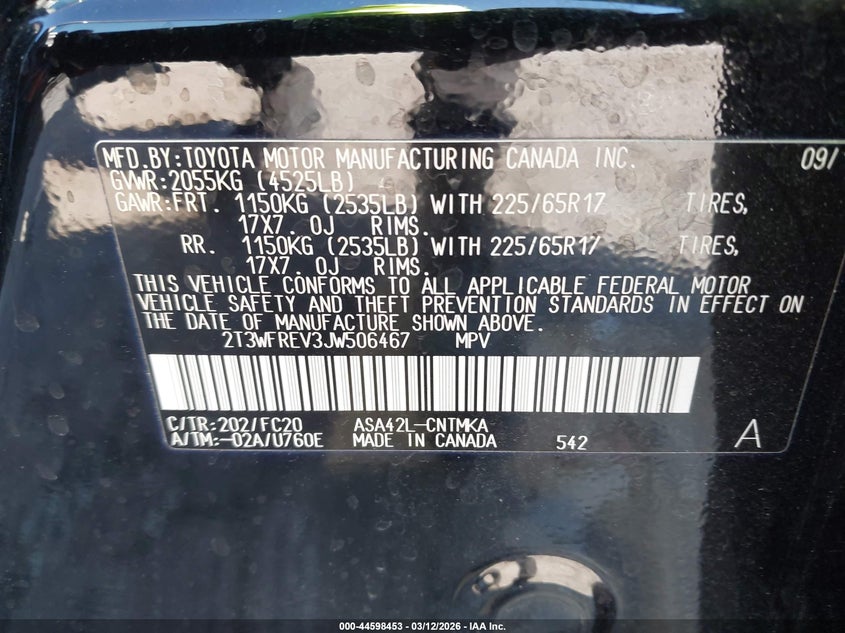 MFD.BY:TOYOTA MOTOR MANUFACTURING CANADA INC. 09/
GVWR:2055KG (4525LB)
GAWR:FRT. 1150KG (2535LB) WITH 225/65R17 TIRES,
17X7.0J RIMS.
RR. 1150KG (2535LB) WITH 225/65R17 TIRES,
17X7.0J RIMS.
THIS VEHICLE CONFORMS TO ALL APPLICABLE FEDERAL MOTOR
VEHICLE SAFETY AND THEFT PREVENTION STANDARDS IN EFFECT ON
THE DATE OF MANUFACTURE SHOWN ABOVE.
2T3WFREV3JW506467 MPV
C/TR:202/FC20 ASA42L-CNTMKA
A/TM:-02A/U760E MADE IN CANADA 542 A
000-44598453 - 03/12/2026 - IAA Inc.